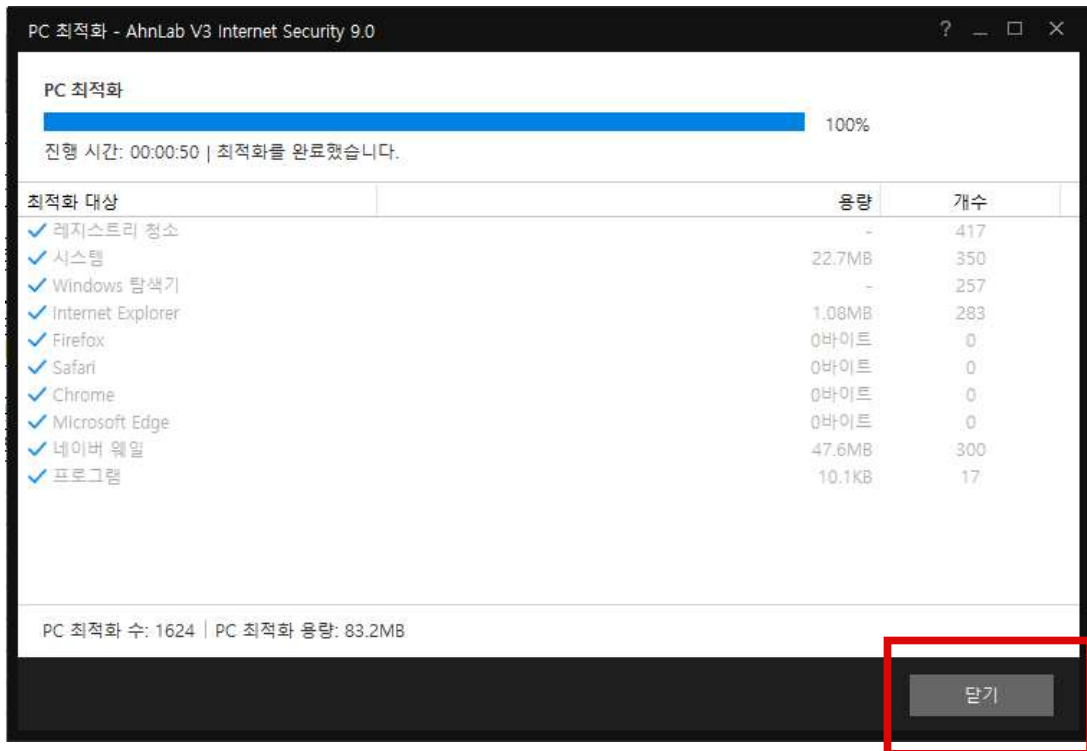 PC 최적화 - AhnLab V3 Internet Security 9.0
PC 최적화
100%
진행 시간: 00:00:50 | 최적화를 완료했습니다.
최적화 대상 용량 개수
레지스트리 청소 - 417
시스템 22.7MB 350
Windows 탐색기 - 257
Internet Explorer 1.08MB 283
Firefox 0바이트 0
Safari 0바이트 0
Chrome 0바이트 0
Microsoft Edge 0바이트 0
네이버 웨일 47.6MB 300
프로그램 10.1KB 17
PC 최적화 수: 1624 | PC 최적화 용량: 83.2MB
닫기